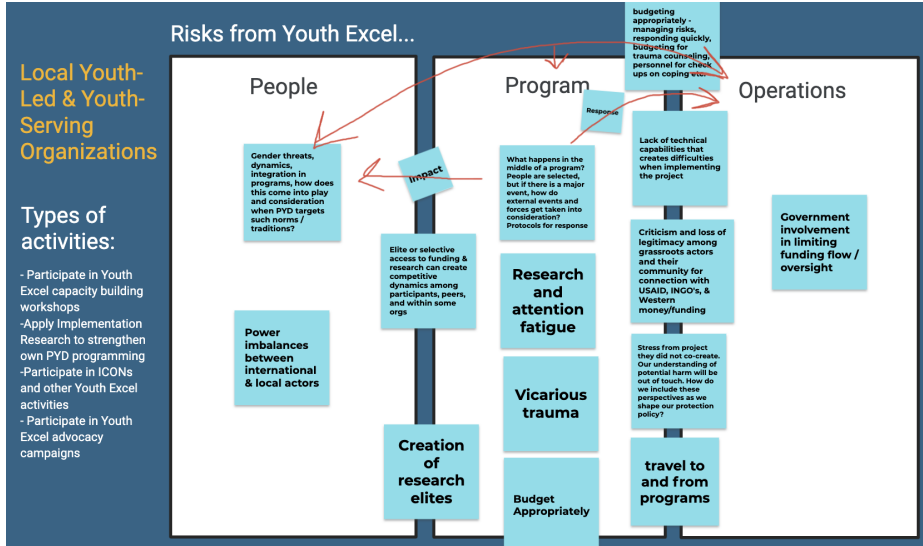 Risks from Youth Excel...
Local Youth-
Led & Youth-
Serving
Organizations
Types of
activities:
- Participate in Youth
Excel capacity building
workshops
-Apply Implementation
Research to strengthen
own PYD programming
-Participate in ICONs
and other Youth Excel
activities
- Participate in Youth
Excel advocacy
campaigns
People
Gender threats,
dynamics,
integration in
programs, how does
this come into play
and consideration
when PYD targets
such norms /
traditions?
Power
imbalances
between
international
& local actors
Impact
Elite or selective
access to funding &
research can create
competitive
dynamics among
participants, peers,
and within some
orgs
Creation
of
research
elites
Program
Response
What happens in the
middle of a program?
People are selected,
but if there is a major
event, how do
external events and
forces get taken into
consideration?
Protocols for response
Research
and
attention
fatigue
Vicarious
trauma
Budget
Appropriately
budgeting
appropriately -
managing risks,
responding quickly,
budgeting for
trauma counseling,
personnel for check
ups on coping etc.
Lack of technical
capabilities that
creates difficulties
when implementing
the project
Criticism and loss of
legitimacy among
grassroots actors
and their
community for
connection with
USAID, INGO's, &
Western
money/funding
Stress from project
they did not co-create.
Our understanding of
potential harm will be
out of touch. How do
we include these
perspectives as we
shape our protection
policy?
travel to
and from
programs
Operations
Government
involvement
in limiting
funding flow /
oversight